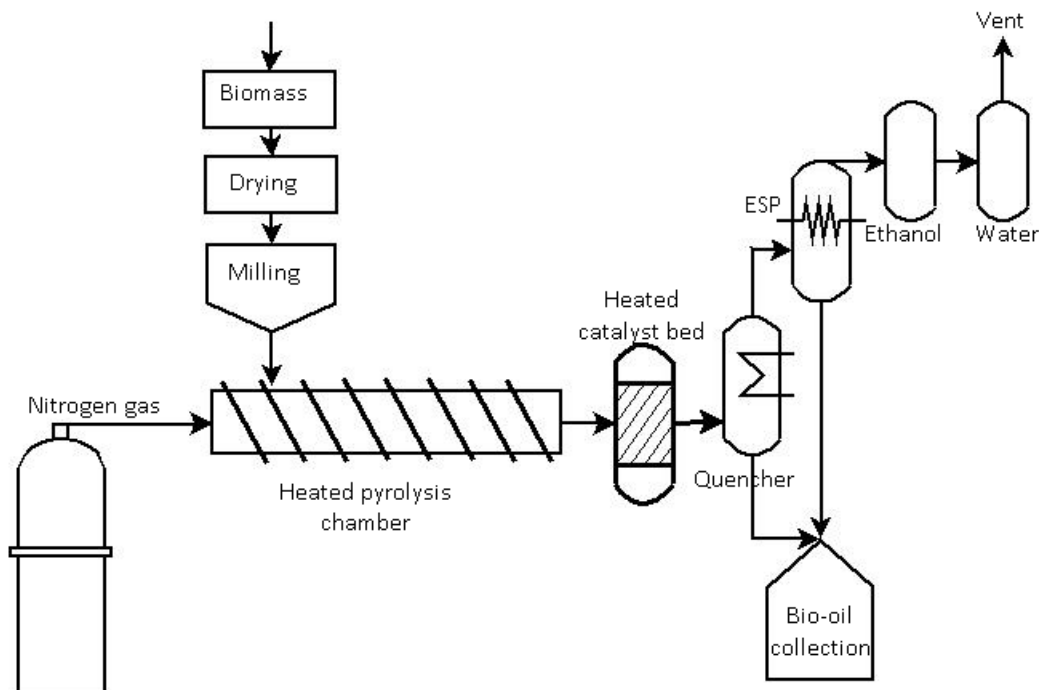 Vent
Biomass
Drying
ESP
Ethanol
Water
Milling
Heated
catalyst bed
Nitrogen gas
Heated pyrolysis
chamber
Quencher
Bio-oil
collection